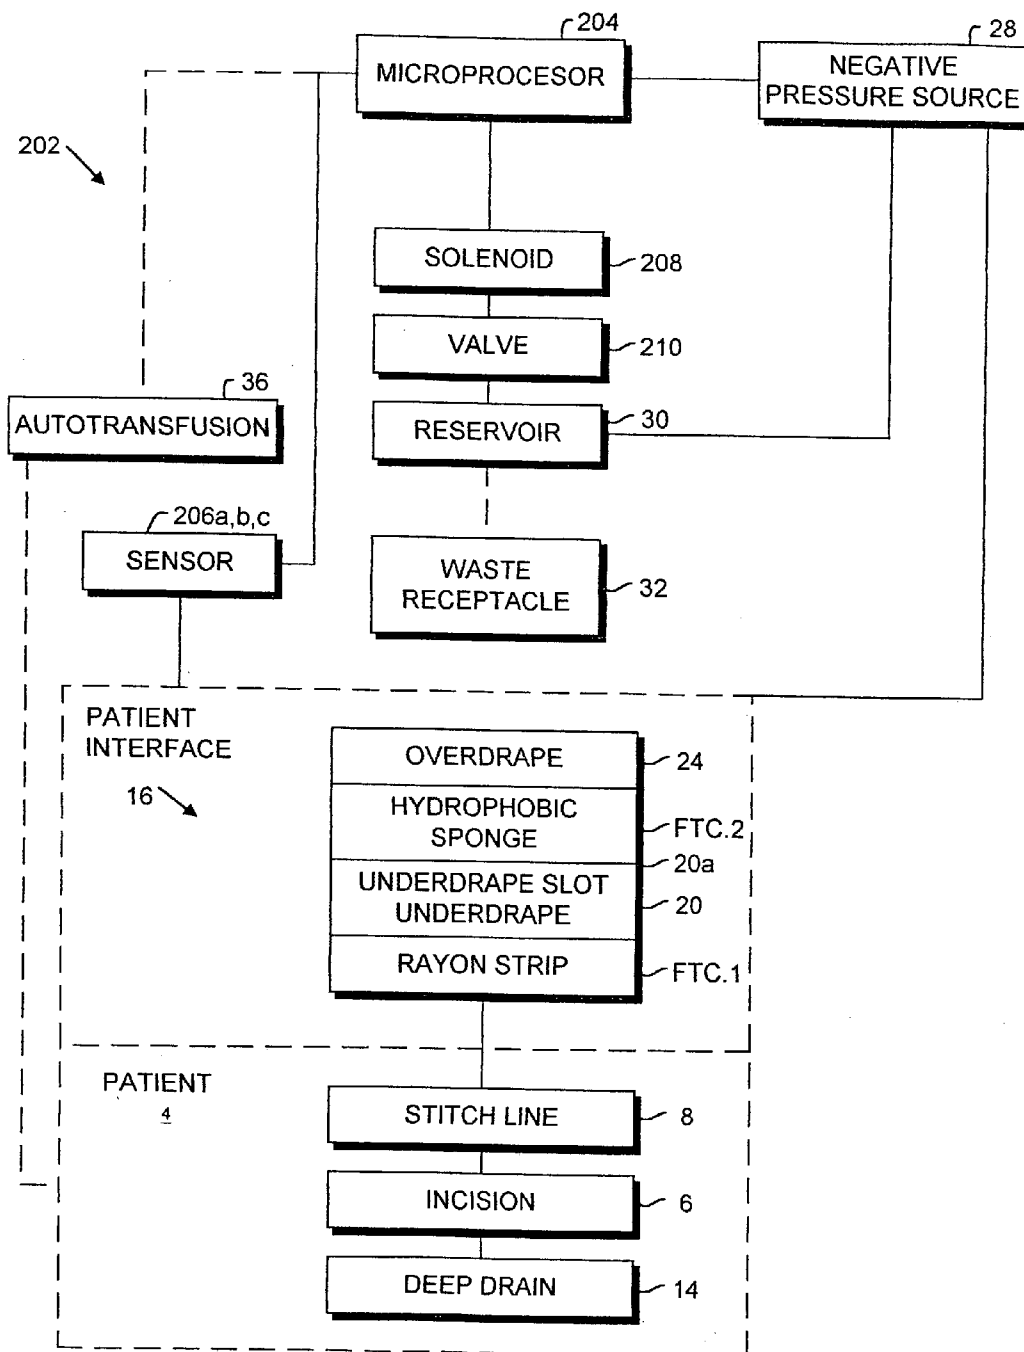 204
MICROPROCESOR
28
NEGATIVE
PRESSURE SOURCE
202
SOLENOID
208
VALVE
210
36
AUTOTRANSFUSION
RESERVOIR
30
206a,b,c
SENSOR
WASTE
RECEPTACLE
32
PATIENT
INTERFACE
16
OVERDRAPE
24
HYDROPHOBIC
SPONGE
FTC.2
20a
UNDERDRAPE SLOT
UNDERDRAPE
20
RAYON STRIP
FTC.1
PATIENT
4
STITCH LINE
8
INCISION
6
DEEP DRAIN
14